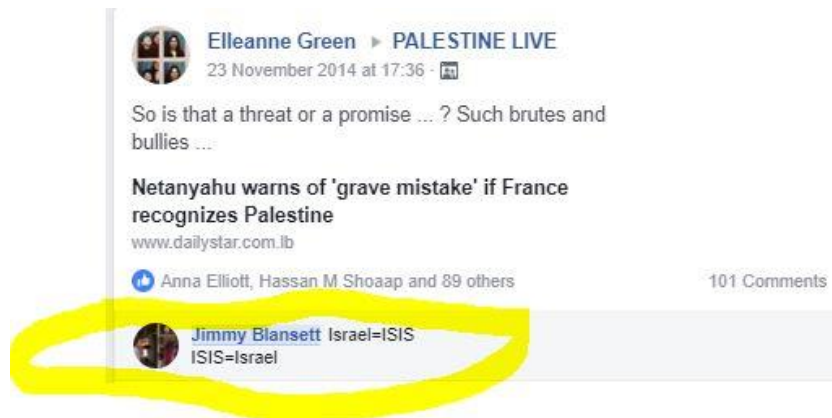 Elleanne Green ▸ PALESTINE LIVE
23 November 2014 at 17:36 ·
So is that a threat or a promise ... ? Such brutes and
bullies ...
Netanyahu warns of 'grave mistake' if France
recognizes Palestine
www.dailystar.com.lb
Anna Elliott, Hassan M Shoaap and 89 others 101 Comments
Jimmy Blansett Israel=ISIS
ISIS=Israel